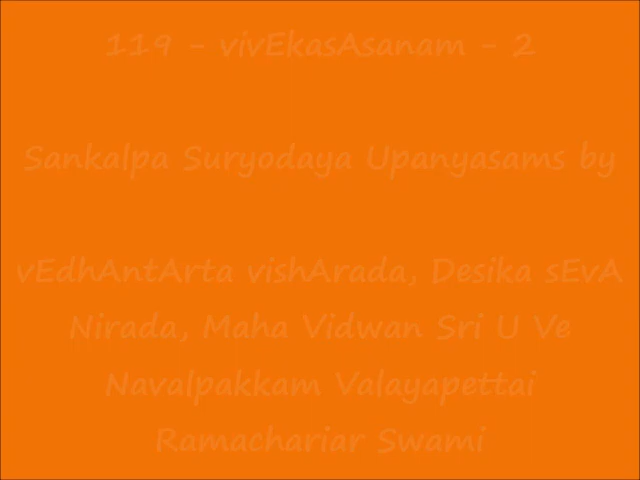 119 - vivEkasAsanam - 2
Sankalpa Suryodaya Upanyasams by
vEdhAntArta vishArada, Desika sEvA
Nirada, Maha Vidwan Sri U Ve
Navalpakkam Valayapettai
Ramachariar Swami